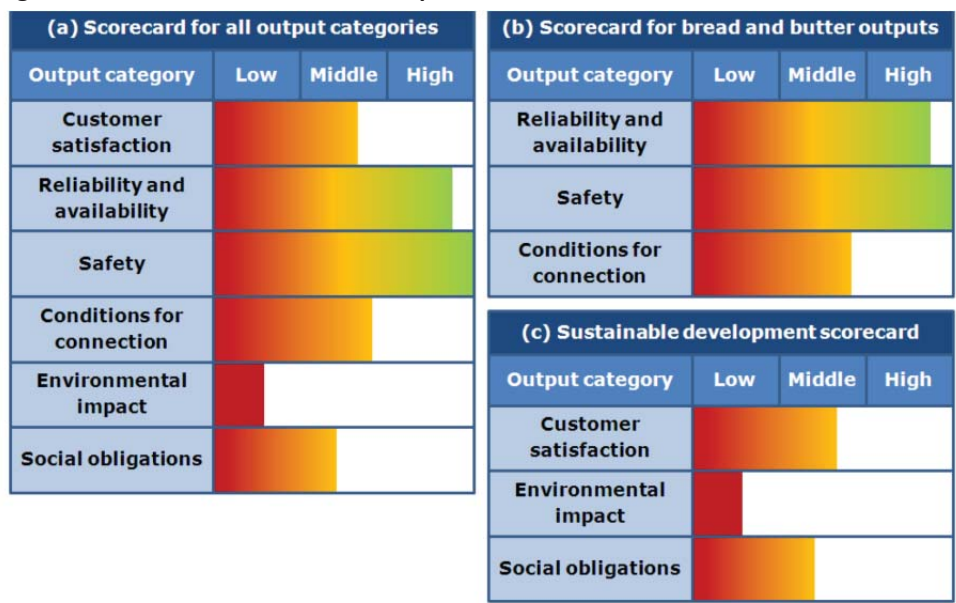 (a) Scorecard for all output categories
Output category Low Middle High
Customer
satisfaction
Reliability and
availability
Safety
Conditions for
connection
Environmental
impact
Social obligations
(b) Scorecard for bread and butter outputs
Output category Low Middle High
Reliability and
availability
Safety
Conditions for
connection
(c) Sustainable development scorecard
Output category Low Middle High
Customer
satisfaction
Environmental
impact
Social obligations